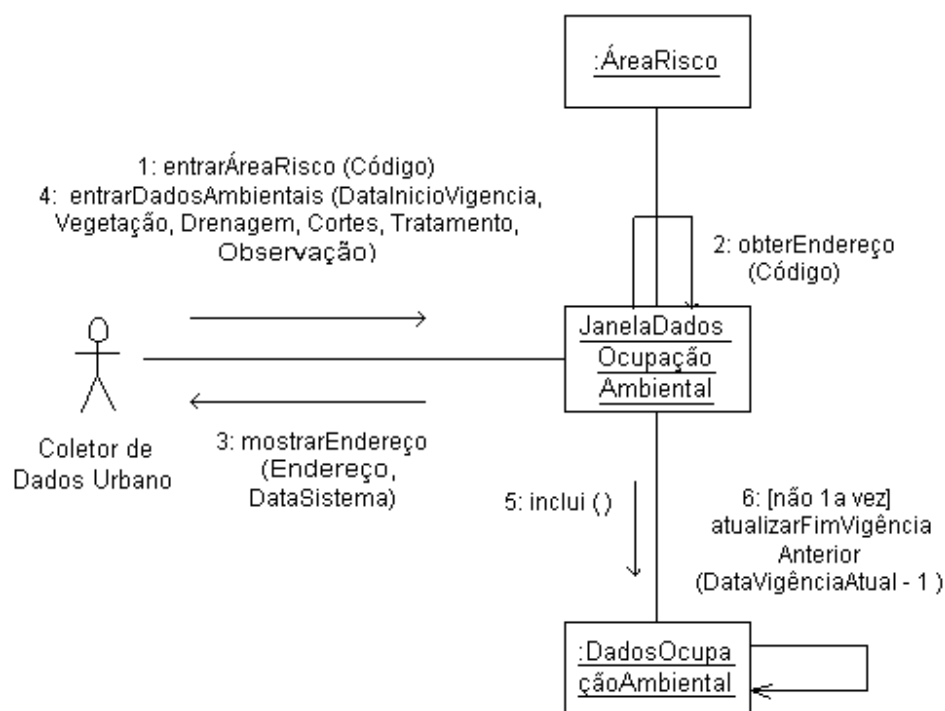 :ÁreaRisco
1: entrarÁreaRisco (Código)
4: entrarDadosAmbientais (DataInicioVigencia,
Vegetação, Drenagem, Cortes, Tratamento,
Observação)
2: obterEndereço
(Código)
JanelaDados
Ocupação
Ambiental
3: mostrarEndereço
(Endereço,
DataSistema)
Coletor de
Dados Urbano
5: inclui ( )
6: [não 1a vez]
atualizarFimVigência
Anterior
(DataVigênciaAtual - 1 )
:DadosOcupa
çãoAmbiental